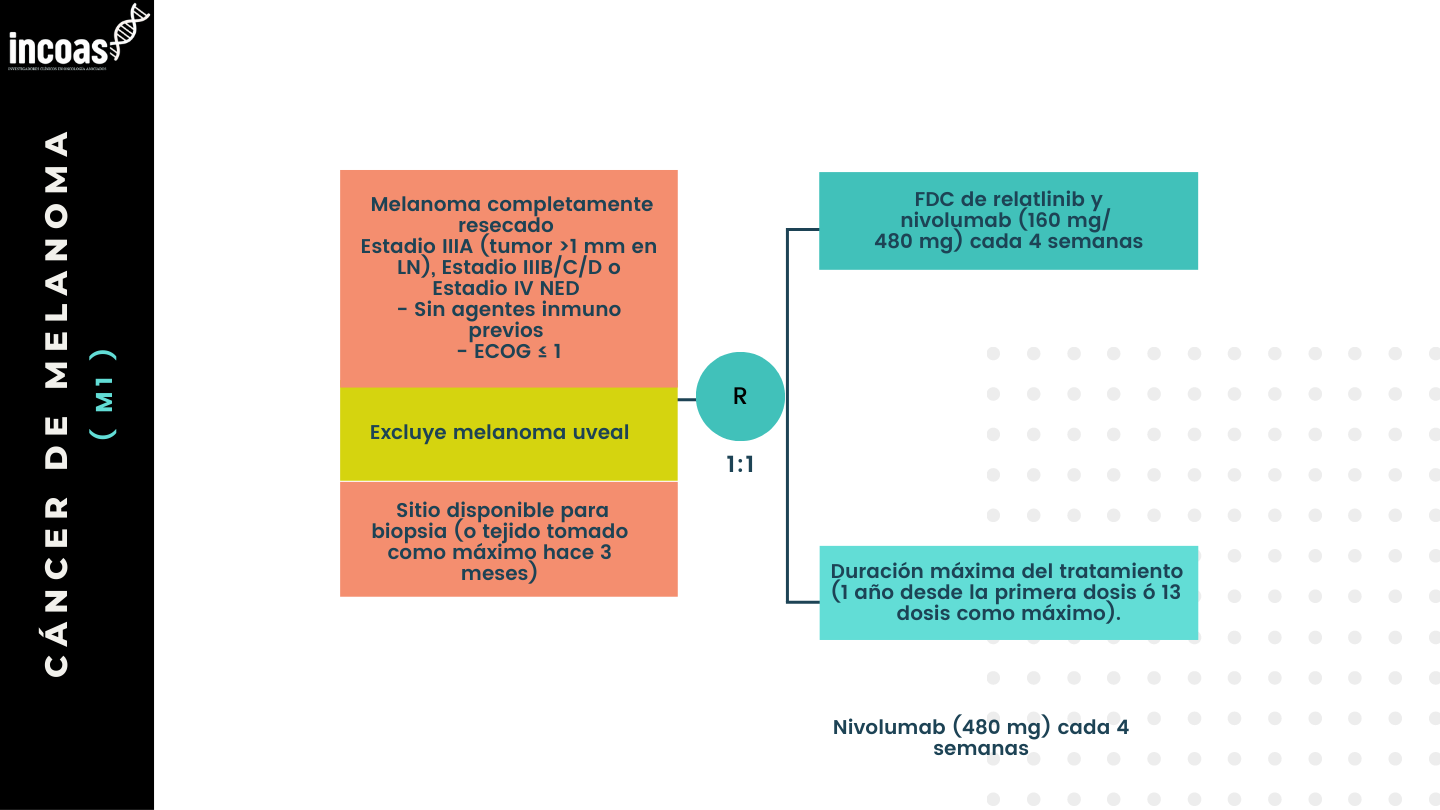 incoas
INVESTIGADORES CLÍNICOS EN ONCOLOGÍA ASOCIADOS
CÁNCER DE MELANOMA
( M1 )
Melanoma completamente
resecado
Estadio IIIA (tumor >1 mm en
LN), Estadio IIIB/C/D o
Estadio IV NED
- Sin agentes inmuno
previos
- ECOG ≤ 1
Excluye melanoma uveal
Sitio disponible para
biopsia (o tejido tomado
como máximo hace 3
meses)
R
1:1
FDC de relatlinib y
nivolumab (160 mg/
480 mg) cada 4 semanas
Duración máxima del tratamiento
(1 año desde la primera dosis ó 13
dosis como máximo).
Nivolumab (480 mg) cada 4
semanas